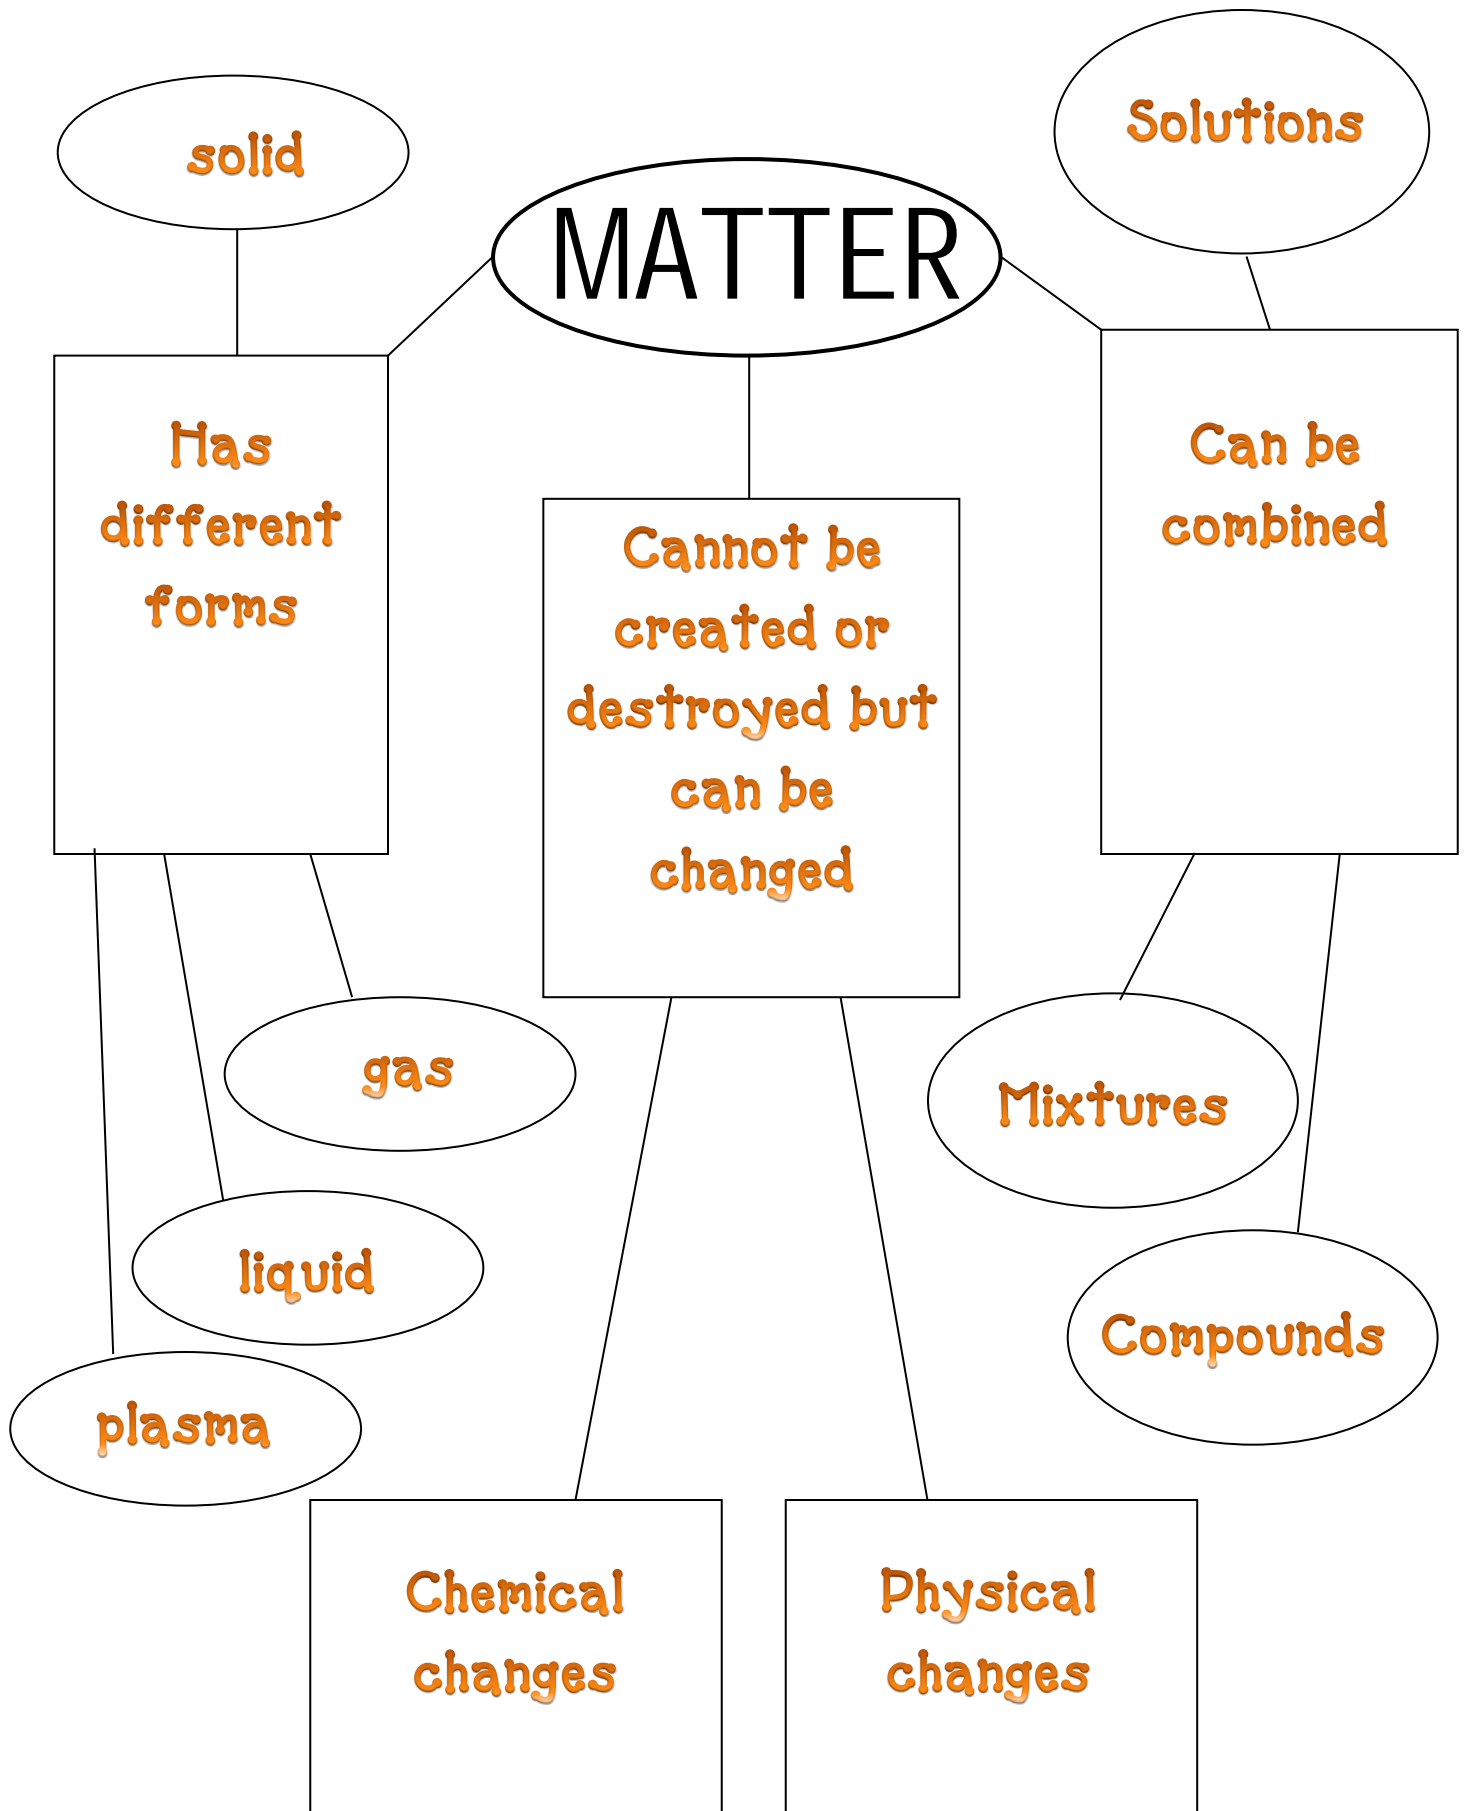 Solutions
solid
MATTER
Has
different
forms
Can be
combined
Cannot be
created or
destroyed but
can be
changed
gas
Mixtures
liquid
Compounds
plasma
Chemical
changes
Physical
changes